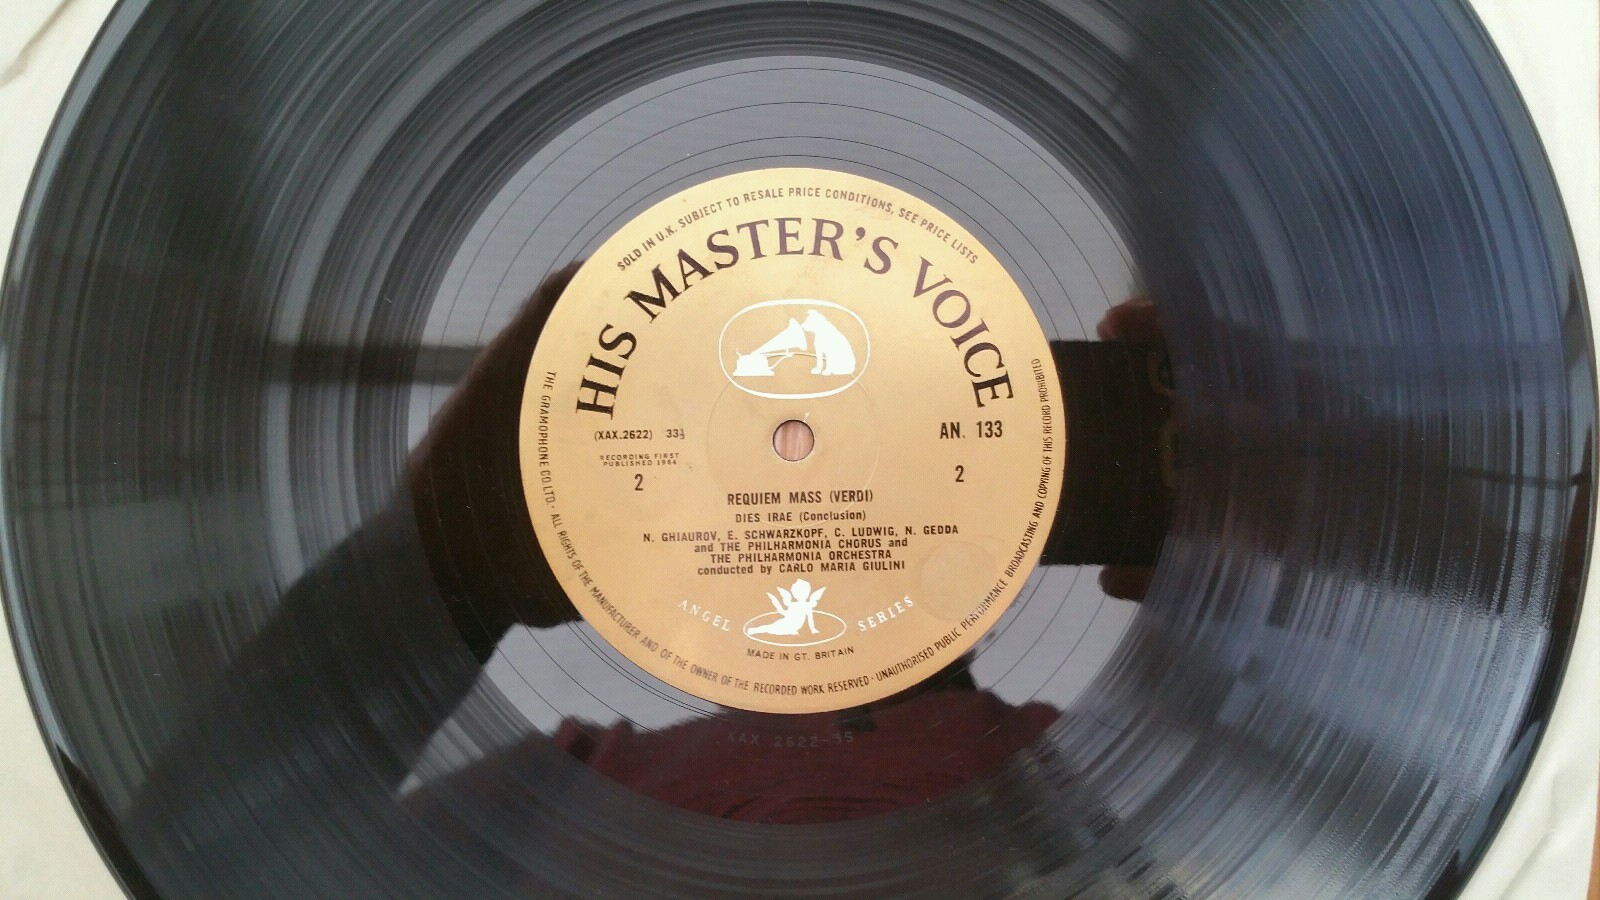 SOLD IN U.K. SUBJECT TO RESALE PRICE CONDITIONS, SEE PRICE LISTS
HIS MASTER'S VOICE
(XAX.2622) 33⅓
AN. 133
RECORDING FIRST
PUBLISHED 1964
2
2
REQUIEM MASS (VERDI)
DIES IRAE (Conclusion)
N. GHIAUROV, E. SCHWARZKOPF, C. LUDWIG, N. GEDDA
and THE PHILHARMONIA CHORUS and
THE PHILHARMONIA ORCHESTRA
conducted by CARLO MARIA GIULINI
ANGEL SERIES
MADE IN GT. BRITAIN
THE GRAMOPHONE CO. LTD. · ALL RIGHTS OF THE MANUFACTURER AND OF THE OWNER OF THE RECORDED WORK RESERVED · UNAUTHORISED PUBLIC PERFORMANCE BROADCASTING AND COPYING OF THIS RECORD PROHIBITED
XAX 2622-